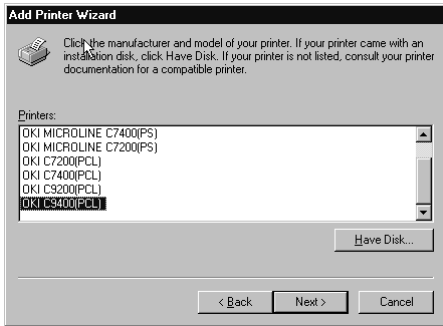 Add Printer Wizard
Click the manufacturer and model of your printer. If your printer came with an
installation disk, click Have Disk. If your printer is not listed, consult your printer
documentation for a compatible printer.
Printers:
OKI MICROLINE C7400(PS)
OKI MICROLINE C7200(PS)
OKI C7200(PCL)
OKI C7400(PCL)
OKI C9200(PCL)
OKI C9400(PCL)
Have Disk...
< Back
Next >
Cancel